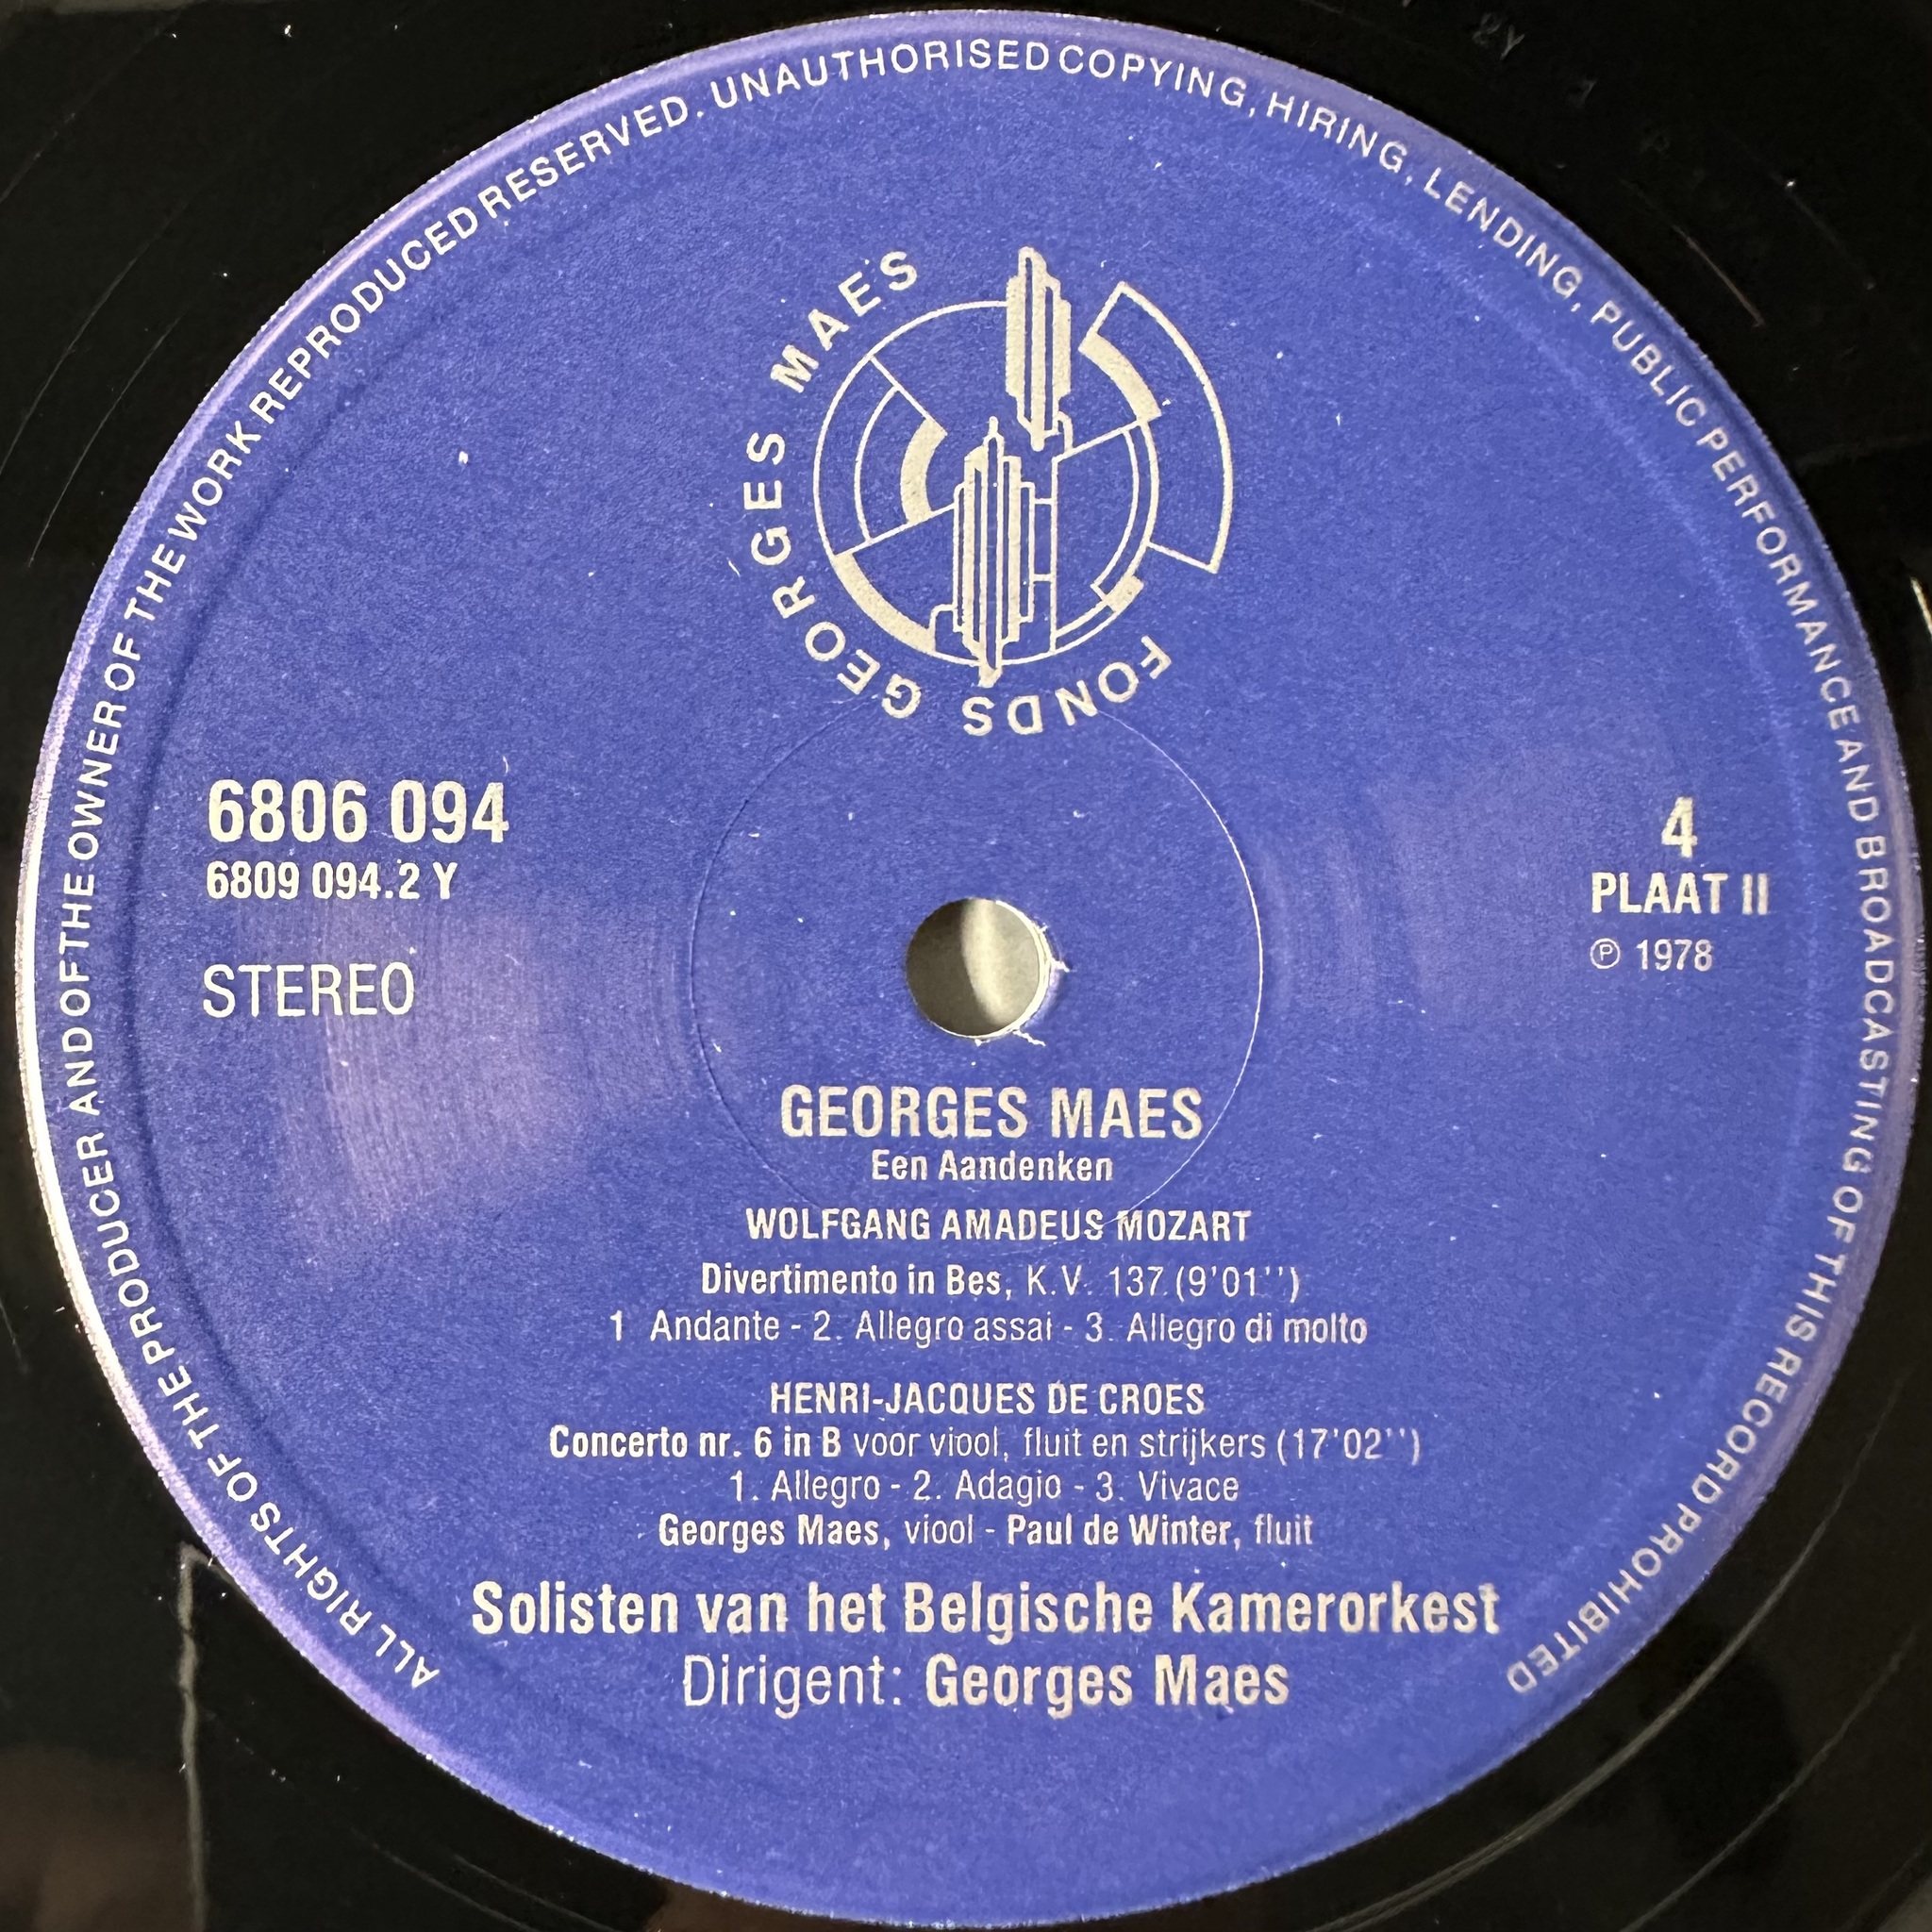 ALL RIGHTS OF THE PRODUCER AND OF THE OWNER OF THE WORK REPRODUCED RESERVED. UNAUTHORISED COPYING, HIRING, LENDING, PUBLIC PERFORMANCE AND BROADCASTING OF THIS RECORD PROHIBITED
FONDS GEORGES MAES
6806 094
6809 094.2 Y
STEREO
4
PLAAT II
℗ 1978
GEORGES MAES
Een Aandenken
WOLFGANG AMADEUS MOZART
Divertimento in Bes, K.V. 137 (9'01'')
1 Andante - 2. Allegro assai - 3. Allegro di molto
HENRI-JACQUES DE CROES
Concerto nr. 6 in B voor viool, fluit en strijkers (17'02'')
1. Allegro - 2. Adagio - 3. Vivace
Georges Maes, viool - Paul de Winter, fluit
Solisten van het Belgische Kamerorkest
Dirigent: Georges Maes